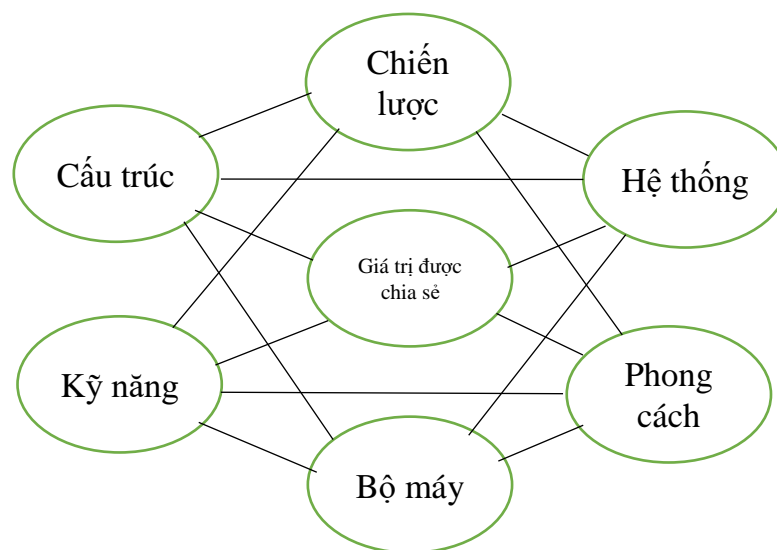 Chiến
lược
Cấu trúc
Hệ thống
Giá trị được
chia sẻ
Kỹ năng
Phong
cách
Bộ máy